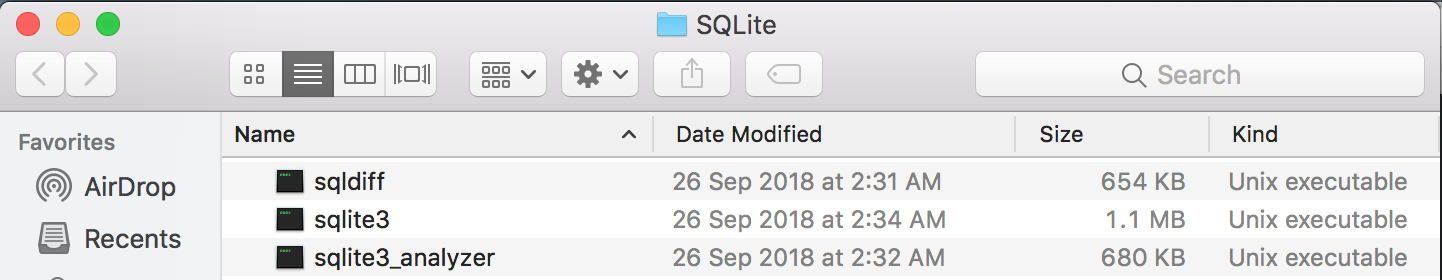 SQLite
Search
Favorites
AirDrop
Recents
Name Date Modified Size Kind
sqldiff 26 Sep 2018 at 2:31 AM 654 KB Unix executable
sqlite3 26 Sep 2018 at 2:34 AM 1.1 MB Unix executable
sqlite3_analyzer 26 Sep 2018 at 2:32 AM 680 KB Unix executable